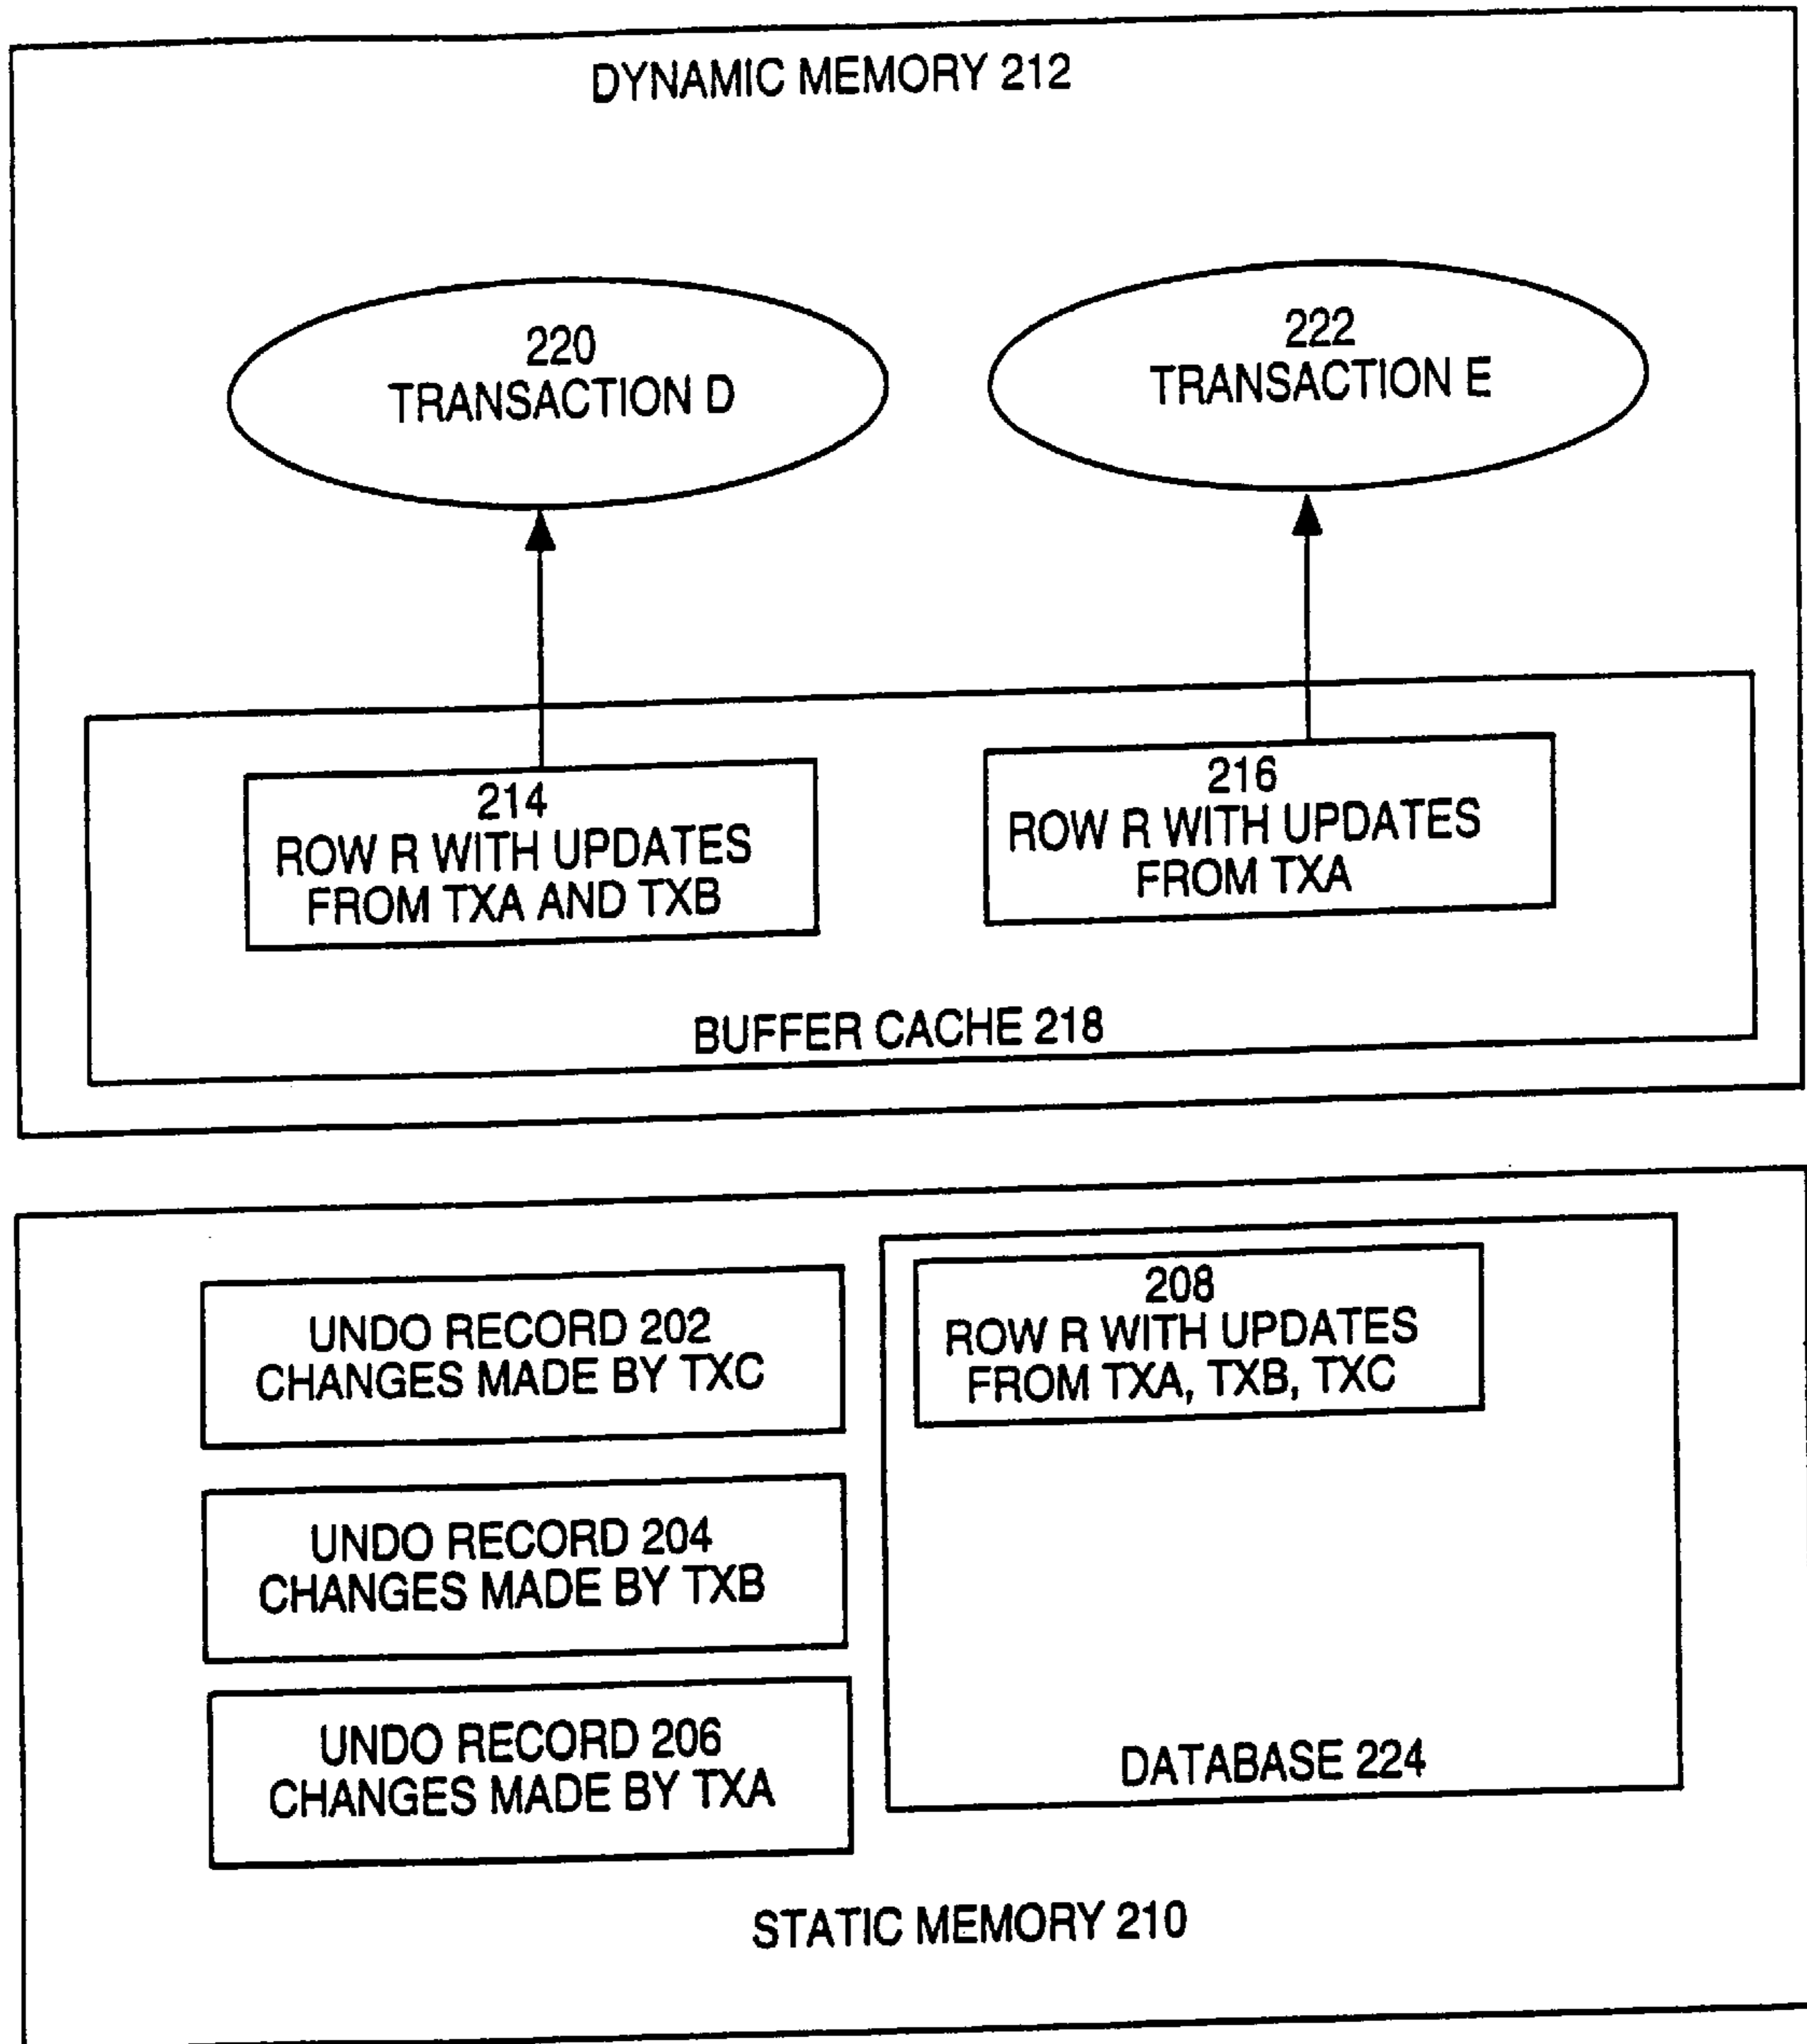 DYNAMIC MEMORY 212
220
TRANSACTION D
222
TRANSACTION E
214
ROW R WITH UPDATES
FROM TXA AND TXB
216
ROW R WITH UPDATES
FROM TXA
BUFFER CACHE 218
UNDO RECORD 202
CHANGES MADE BY TXC
UNDO RECORD 204
CHANGES MADE BY TXB
UNDO RECORD 206
CHANGES MADE BY TXA
208
ROW R WITH UPDATES
FROM TXA, TXB, TXC
DATABASE 224
STATIC MEMORY 210